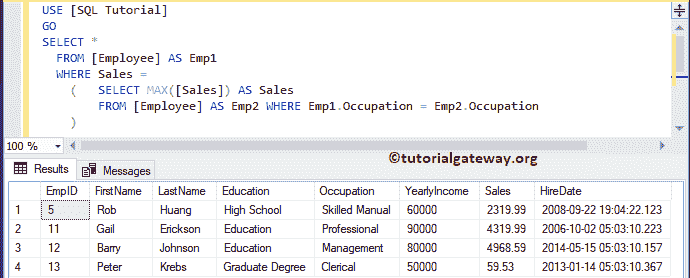 USE [SQL Tutorial]
GO
SELECT *
FROM [Employee] AS Emp1
WHERE Sales =
( SELECT MAX([Sales]) AS Sales
FROM [Employee] AS Emp2 WHERE Emp1.Occupation = Emp2.Occupation
)
100 %
©tutorialgateway.org
Results Messages
EmpID FirstName LastName Education Occupation YearlyIncome Sales HireDate
1 5 Rob Huang High School Skilled Manual 60000 2319.99 2008-09-22 19:04:22.123
2 11 Gail Erickson Education Professional 90000 4319.99 2006-10-02 05:03:10.223
3 12 Barry Johnson Education Management 80000 4968.59 2014-05-15 05:03:10.157
4 13 Peter Krebs Graduate Degree Clerical 50000 59.53 2013-01-14 05:03:10.367